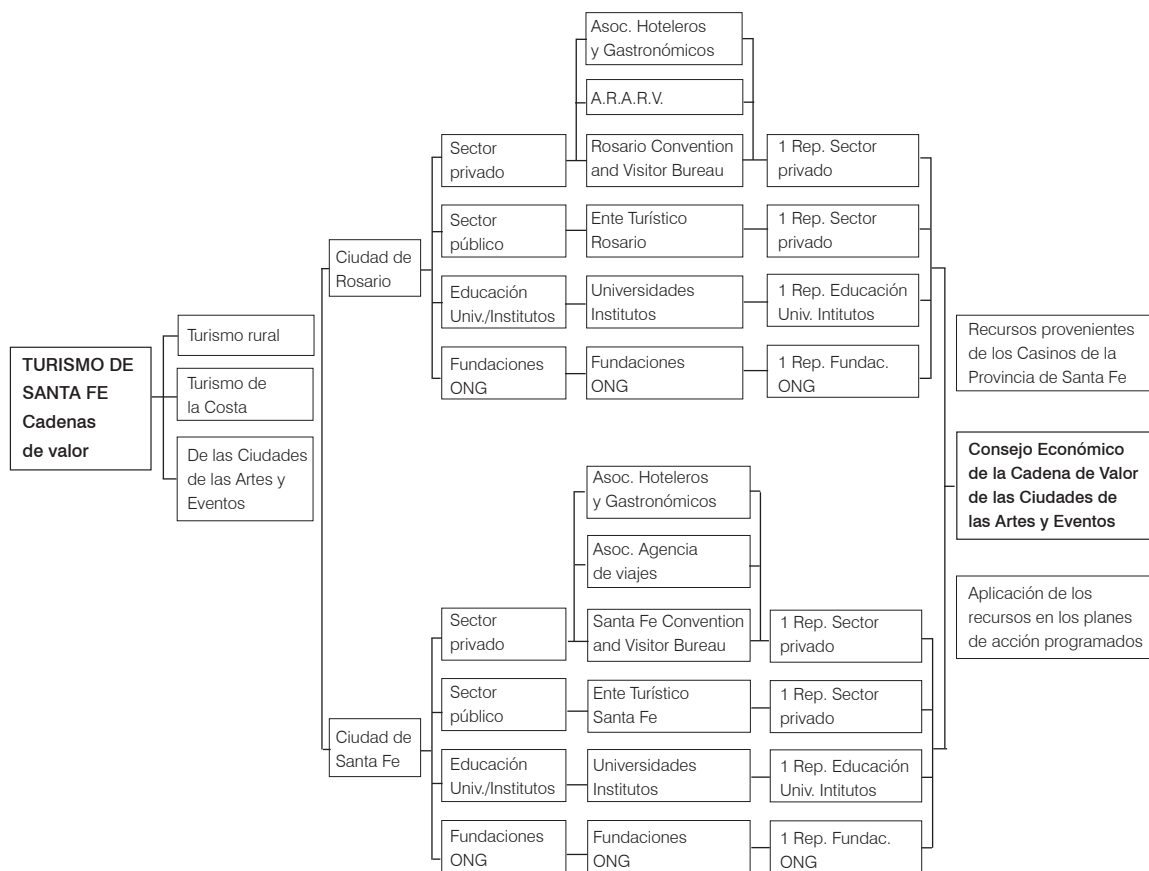 TURISMO DE
SANTA FE
Cadenas
de valor
Turismo rural
Turismo de
la Costa
De las Ciudades
de las Artes y
Eventos
Ciudad de
Rosario
Sector
privado
Sector
público
Educación
Univ./Institutos
Fundaciones
ONG
Asoc. Hoteleros
y Gastronómicos
A.R.A.R.V.
Rosario Convention
and Visitor Bureau
Ente Turístico
Rosario
Universidades
Institutos
Fundaciones
ONG
1 Rep. Sector
privado
1 Rep. Sector
privado
1 Rep. Educación
Univ. Intitutos
1 Rep. Fundac.
ONG
Ciudad de
Santa Fe
Sector
privado
Sector
público
Educación
Univ./Institutos
Fundaciones
ONG
Asoc. Hoteleros
y Gastronómicos
Asoc. Agencia
de viajes
Santa Fe Convention
and Visitor Bureau
Ente Turístico
Santa Fe
Universidades
Institutos
Fundaciones
ONG
1 Rep. Sector
privado
1 Rep. Sector
privado
1 Rep. Educación
Univ. Intitutos
1 Rep. Fundac.
ONG
Recursos provenientes
de los Casinos de la
Provincia de Santa Fe
Consejo Económico
de la Cadena de Valor
de las Ciudades de
las Artes y Eventos
Aplicación de los
recursos en los planes
de acción programados